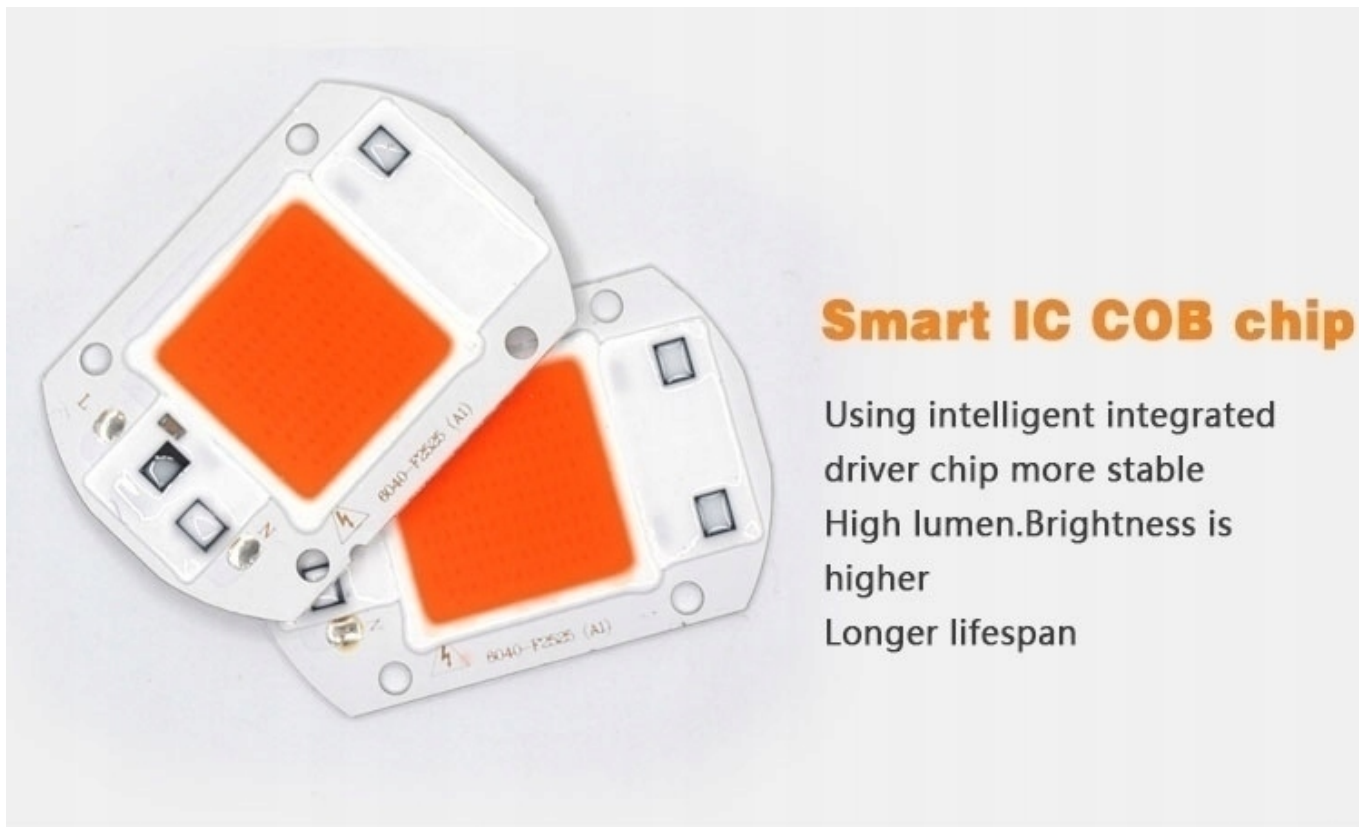 Smart IC COB chip
Using intelligent integrated
driver chip more stable
High lumen.Brightness is
higher
Longer lifespan
L
N
6040-F2525 (A1)
N
6040-F2525 (A1)